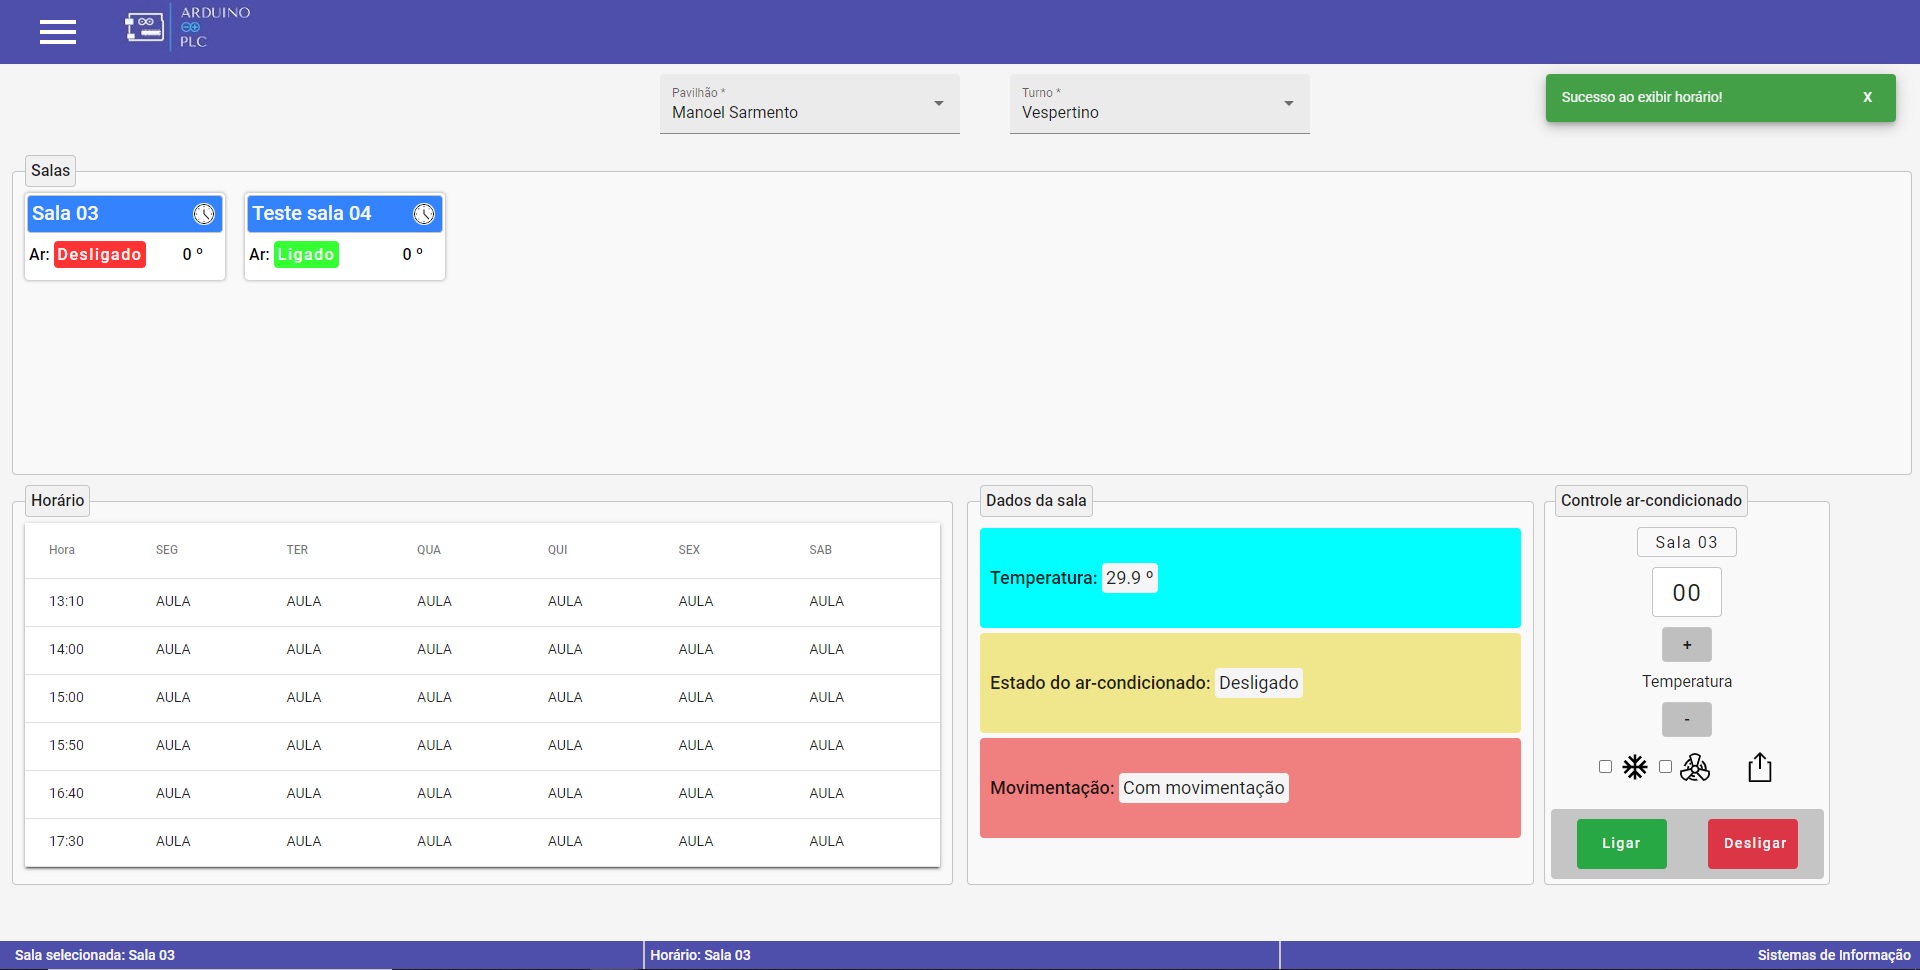 ARDUINO
PLC
Pavilhão *
Manoel Sarmento
Turno *
Vespertino
Sucesso ao exibir horário!
X
Salas
Sala 03
Ar: Desligado 0 º
Teste sala 04
Ar: Ligado 0 º
Horário
Hora SEG TER QUA QUI SEX SAB
13:10 AULA AULA AULA AULA AULA AULA
14:00 AULA AULA AULA AULA AULA AULA
15:00 AULA AULA AULA AULA AULA AULA
15:50 AULA AULA AULA AULA AULA AULA
16:40 AULA AULA AULA AULA AULA AULA
17:30 AULA AULA AULA AULA AULA AULA
Dados da sala
Temperatura: 29.9 º
Estado do ar-condicionado: Desligado
Movimentação: Com movimentação
Controle ar-condicionado
Sala 03
00
+
Temperatura
-
Ligar
Desligar
Sala selecionada: Sala 03
Horário: Sala 03
Sistemas de Informação